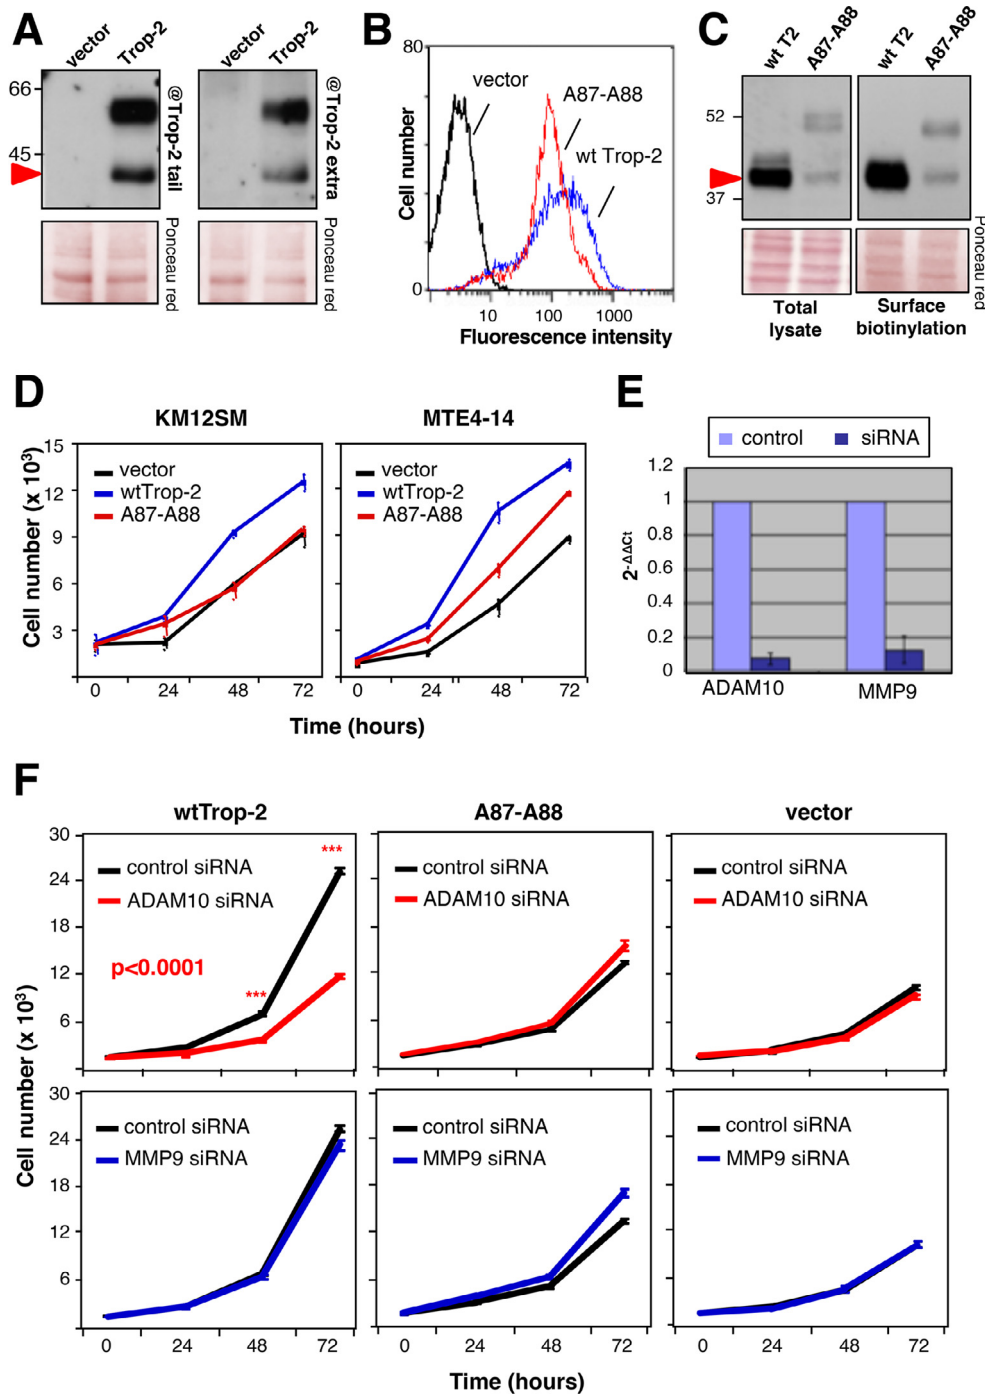 A
vector
Trop-2
vector
Trop-2
66
45
@Trop-2 tail
@Trop-2 extra
Ponceau red
Ponceau red
B
80
0
Cell number
vector
A87-A88
wt Trop-2
10
100
1000
Fluorescence intensity
C
wt T2
A87-A88
wt T2
A87-A88
52
37
Ponceau red
Total
lysate
Surface
biotinylation
D
KM12SM
MTE4-14
15
12
9
6
3
Cell number (x 10³)
vector
wtTrop-2
A87-A88
vector
wtTrop-2
A87-A88
0 24 48 72
0 24 48 72
Time (hours)
E
control
siRNA
1.2
1
0.8
0.6
0.4
0.2
0
2-ΔΔCt
ADAM10
MMP9
F
wtTrop-2
A87-A88
vector
30
24
18
12
6
Cell number (x 10³)
control siRNA
ADAM10 siRNA
***
***
p<0.0001
control siRNA
ADAM10 siRNA
control siRNA
ADAM10 siRNA
30
24
18
12
6
control siRNA
MMP9 siRNA
control siRNA
MMP9 siRNA
control siRNA
MMP9 siRNA
0 24 48 72
0 24 48 72
0 24 48 72
Time (hours)